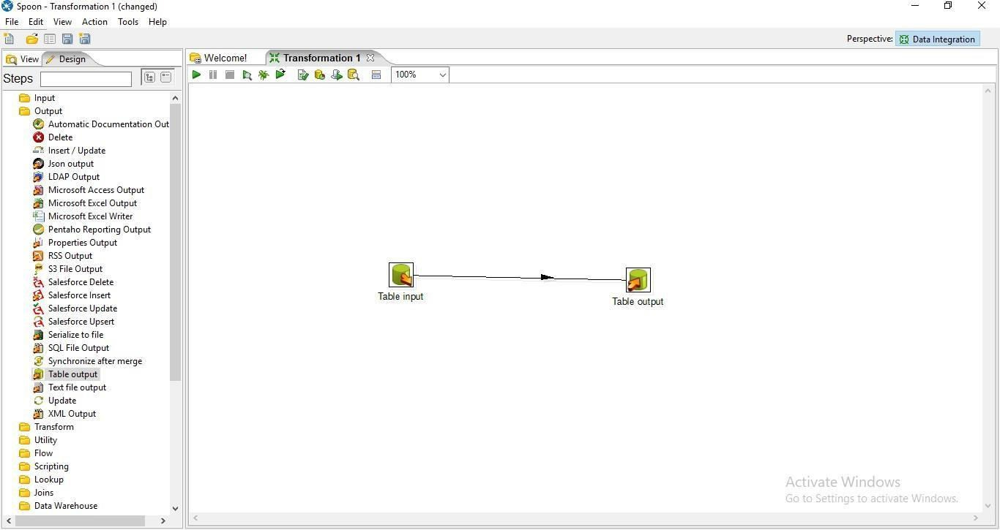 Spoon - Transformation 1 (changed)
File Edit View Action Tools Help
Perspective: Data Integration
View Design
Welcome! Transformation 1
Steps
100%
Input
Output
Automatic Documentation Out
Delete
Insert / Update
Json output
LDAP Output
Microsoft Access Output
Microsoft Excel Output
Microsoft Excel Writer
Pentaho Reporting Output
Properties Output
RSS Output
S3 File Output
Salesforce Delete
Salesforce Insert
Salesforce Update
Salesforce Upsert
Serialize to file
SQL File Output
Synchronize after merge
Table output
Text file output
Update
XML Output
Transform
Utility
Flow
Scripting
Lookup
Joins
Data Warehouse
Table input
Table output
Activate Windows
Go to Settings to activate Windows.